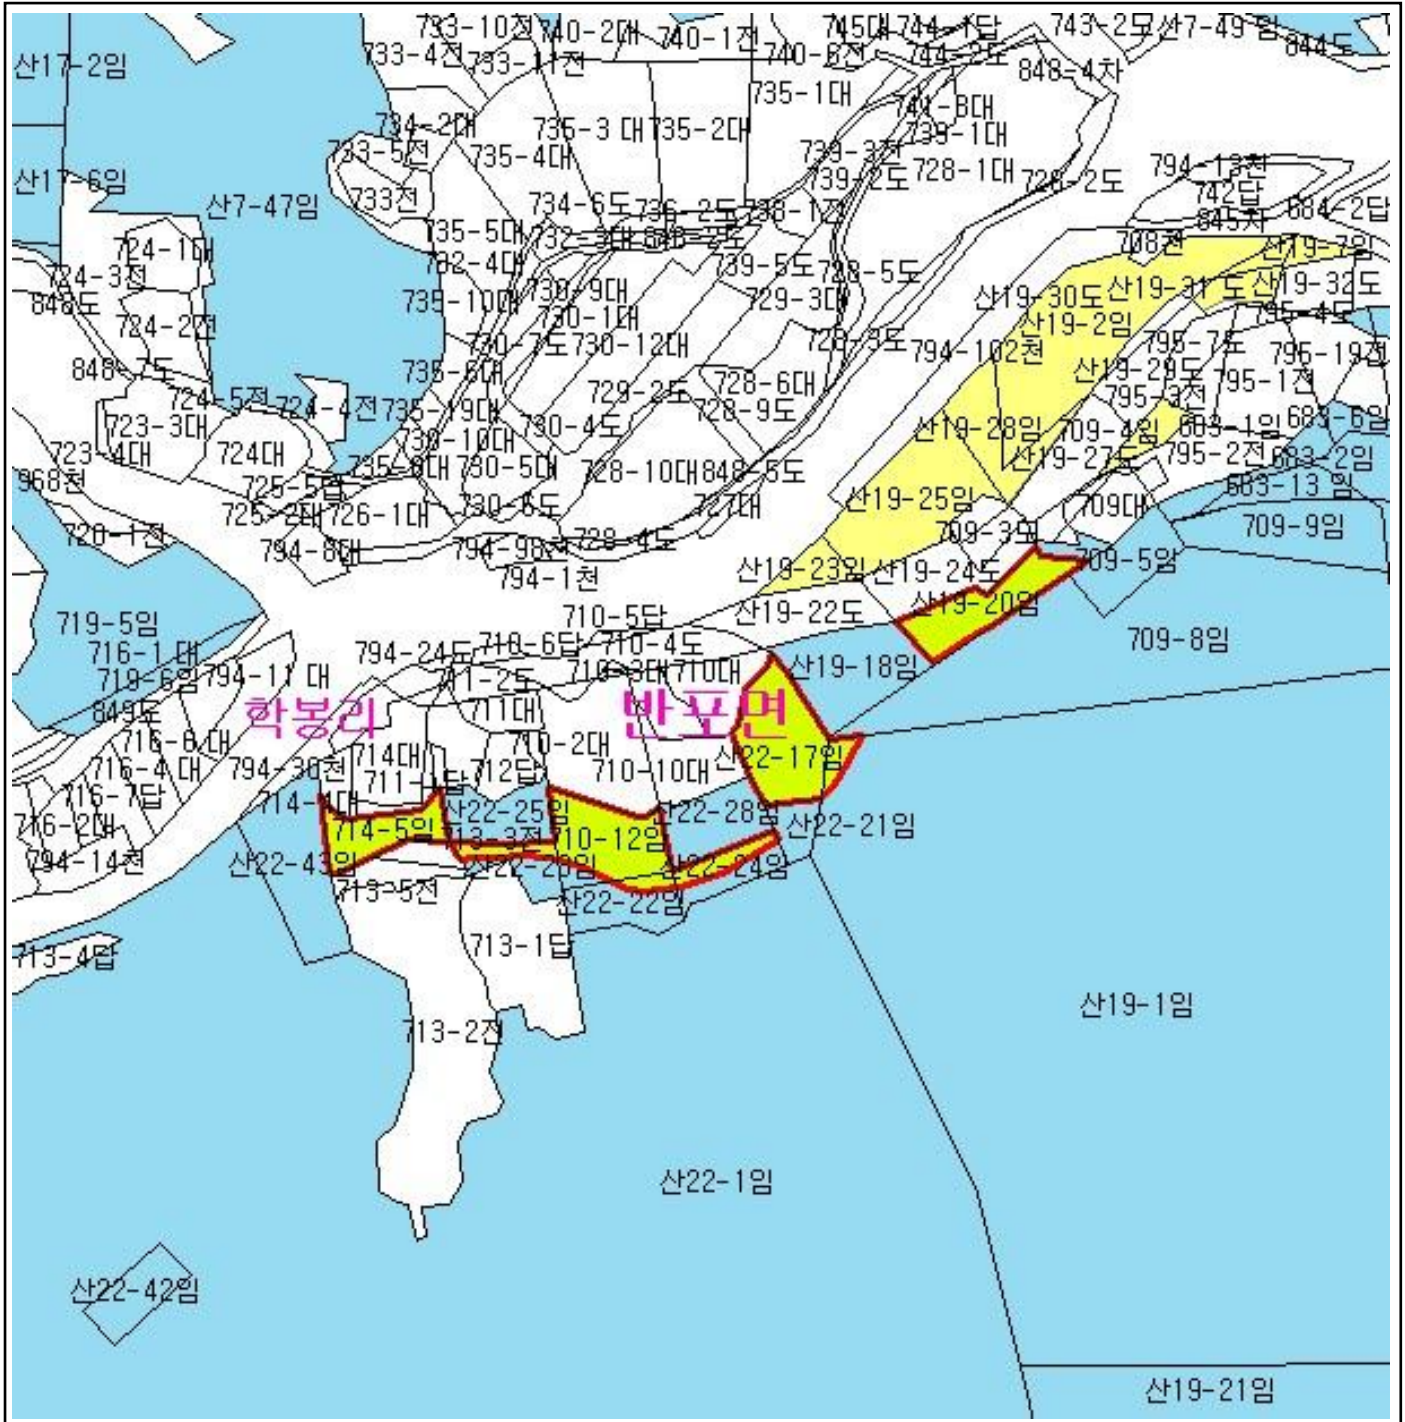 733-10전
740-2대
740-1전
745대
744-1답
743-2모
산7-49 임
844도
733-4전
733-11전
740-6전
744-2도
848-4차
산17-2임
735-1대
734-2대
735-3 대
735-2대
741-8대
739-1대
733-5전
735-4대
739-3전
728-1대
739-2도
728-2도
794-13천
742답
684-2답
845차
산17-6임
산7-47임
733전
734-6도
736-2도
738-1전
735-5대
732-3대
848-2도
708전
산19-7임
724-1대
724-3전
732-4대
739-5도
728-5도
848도
735-10대
730-9대
729-3대
산19-30도
산19-31 도
산19-32도
730-1대
산19-2임
795-4도
724-2전
730-7도
730-12대
728-3도
794-102천
795-7도
795-19전
848-7도
735-6대
729-2도
728-6대
산19-29도
795-1전
724-5전
724-4전
735-19대
728-9도
795-3전
723-3대
730-10대
730-4도
산19-28임
709-4임
683-1임
683-6임
723-4대
724대
735-8대
730-5대
728-10대
848-5도
산19-27도
795-2전
683-2임
968천
725-5답
683-13 임
725-2대
726-1대
730-6도
727대
산19-25임
709대
720-1전
794-8대
794-98천
728-4도
709-3도
709-9임
794-1천
산19-23임
산19-24도
709-5임
산19-22도
산19-20임
719-5임
710-5답
709-8임
716-1 대
794-24도
710-6답
710-4도
719-6임
794-11 대
711-2도
710-3대
710대
산19-18임
849도
학봉리
711대
반포면
716-6 대
714대
710-2대
산22-17임
716-4 대
794-30천
712답
710-10대
716-7답
714-4대
산22-25임
산22-28임
716-2대
714-5임
713-3전
710-12임
산22-21임
794-14천
산22-43임
산22-24임
713-5전
산22-22임
713-4답
713-1답
산19-1임
713-2전
산22-1임
산22-42임
산19-21임